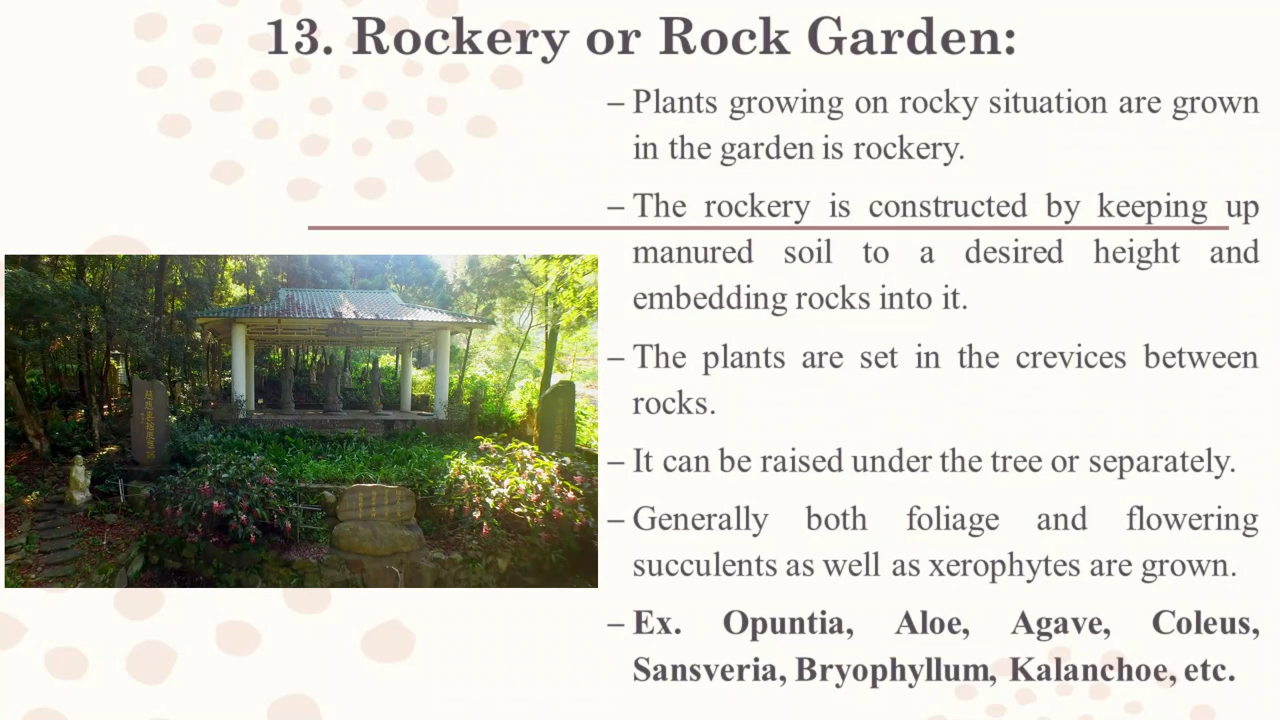 13. Rockery or Rock Garden:
– Plants growing on rocky situation are grown
in the garden is rockery.
– The rockery is constructed by keeping up
manured soil to a desired height and
embedding rocks into it.
– The plants are set in the crevices between
rocks.
– It can be raised under the tree or separately.
– Generally both foliage and flowering
succulents as well as xerophytes are grown.
– Ex. Opuntia, Aloe, Agave, Coleus,
Sansveria, Bryophyllum, Kalanchoe, etc.